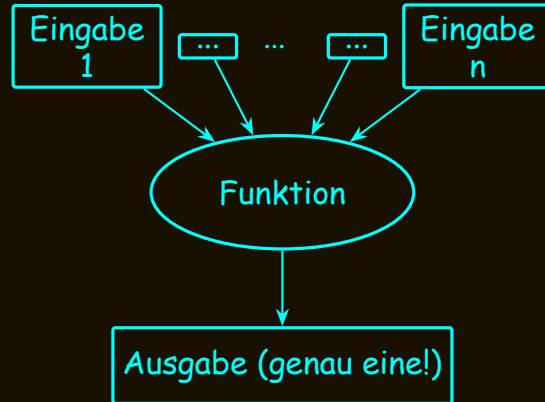 Eingabe
1
...
...
...
Eingabe
n
Funktion
Ausgabe (genau eine!)